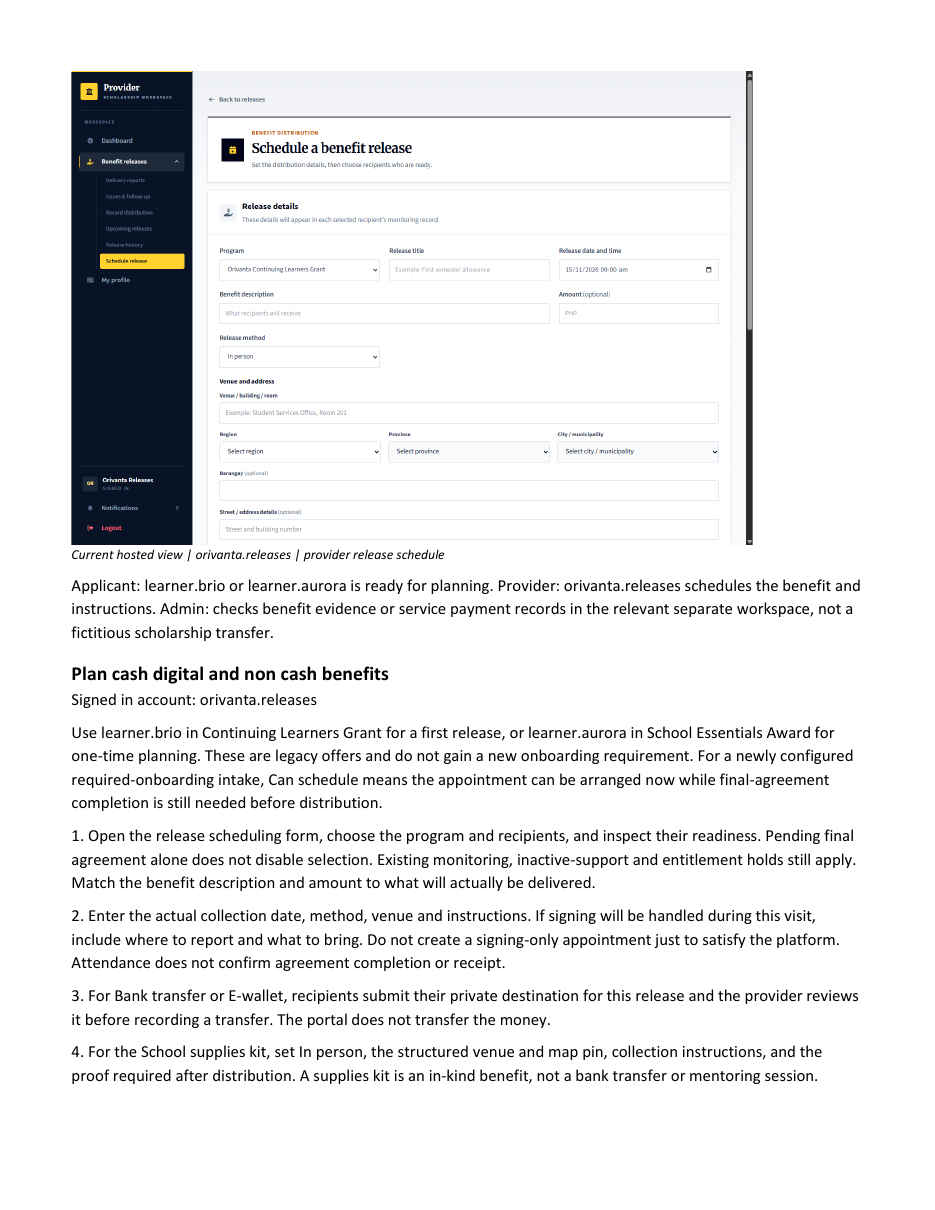 Provider
SCHOLARSHIP WORKSPACE
WORKSPACE
Dashboard
Benefit releases
Delivery reports
Issues & follow up
Record distribution
Upcoming releases
Release history
Schedule release
My profile
OR
Orivanta Releases
SIGNED IN
Notifications 0
Logout
← Back to releases
BENEFIT DISTRIBUTION
Schedule a benefit release
Set the distribution details, then choose recipients who are ready.
Release details
These details will appear in each selected recipient's monitoring record.
Program Release title Release date and time
Orivanta Continuing Learners Grant Example: First semester allowance 15/11/2026 09:00 am
Benefit description Amount (optional)
What recipients will receive PHP
Release method
In person
Venue and address
Venue / building / room
Example: Student Services Office, Room 201
Region Province City / municipality
Select region Select province Select city / municipality
Barangay (optional)
Street / address details (optional)
Street and building number
Current hosted view | orivanta.releases | provider release schedule
Applicant: learner.brio or learner.aurora is ready for planning. Provider: orivanta.releases schedules the benefit and
instructions. Admin: checks benefit evidence or service payment records in the relevant separate workspace, not a
fictitious scholarship transfer.
Plan cash digital and non cash benefits
Signed in account: orivanta.releases
Use learner.brio in Continuing Learners Grant for a first release, or learner.aurora in School Essentials Award for
one-time planning. These are legacy offers and do not gain a new onboarding requirement. For a newly configured
required-onboarding intake, Can schedule means the appointment can be arranged now while final-agreement
completion is still needed before distribution.
1. Open the release scheduling form, choose the program and recipients, and inspect their readiness. Pending final
agreement alone does not disable selection. Existing monitoring, inactive-support and entitlement holds still apply.
Match the benefit description and amount to what will actually be delivered.
2. Enter the actual collection date, method, venue and instructions. If signing will be handled during this visit,
include where to report and what to bring. Do not create a signing-only appointment just to satisfy the platform.
Attendance does not confirm agreement completion or receipt.
3. For Bank transfer or E-wallet, recipients submit their private destination for this release and the provider reviews
it before recording a transfer. The portal does not transfer the money.
4. For the School supplies kit, set In person, the structured venue and map pin, collection instructions, and the
proof required after distribution. A supplies kit is an in-kind benefit, not a bank transfer or mentoring session.